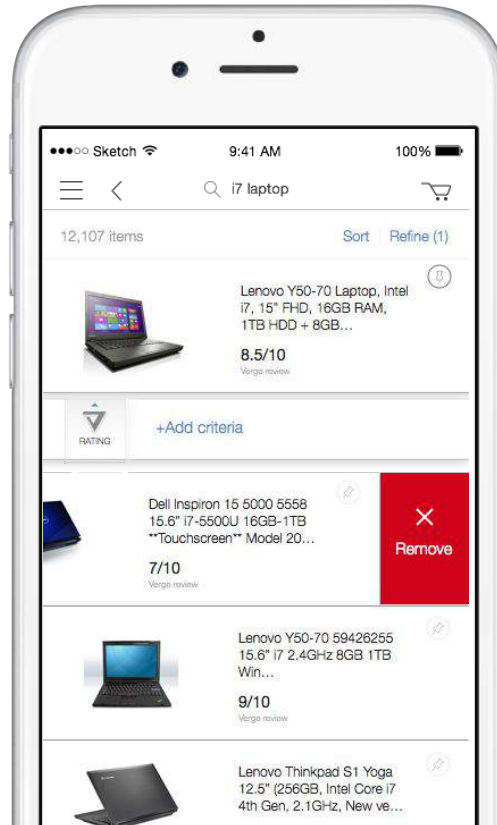 Sketch 9:41 AM 100%
i7 laptop
12,107 items Sort Refine (1)
Lenovo Y50-70 Laptop, Intel
i7, 15" FHD, 16GB RAM,
1TB HDD + 8GB...
8.5/10
Verge review
RATING +Add criteria
Dell Inspiron 15 5000 5558
15.6" i7-5500U 16GB-1TB
**Touchscreen** Model 20...
7/10
Verge review
Remove
Lenovo Y50-70 59426255
15.6" i7 2.4GHz 8GB 1TB
Win...
9/10
Verge review
Lenovo Thinkpad S1 Yoga
12.5" (256GB, Intel Core i7
4th Gen, 2.1GHz, New ve...